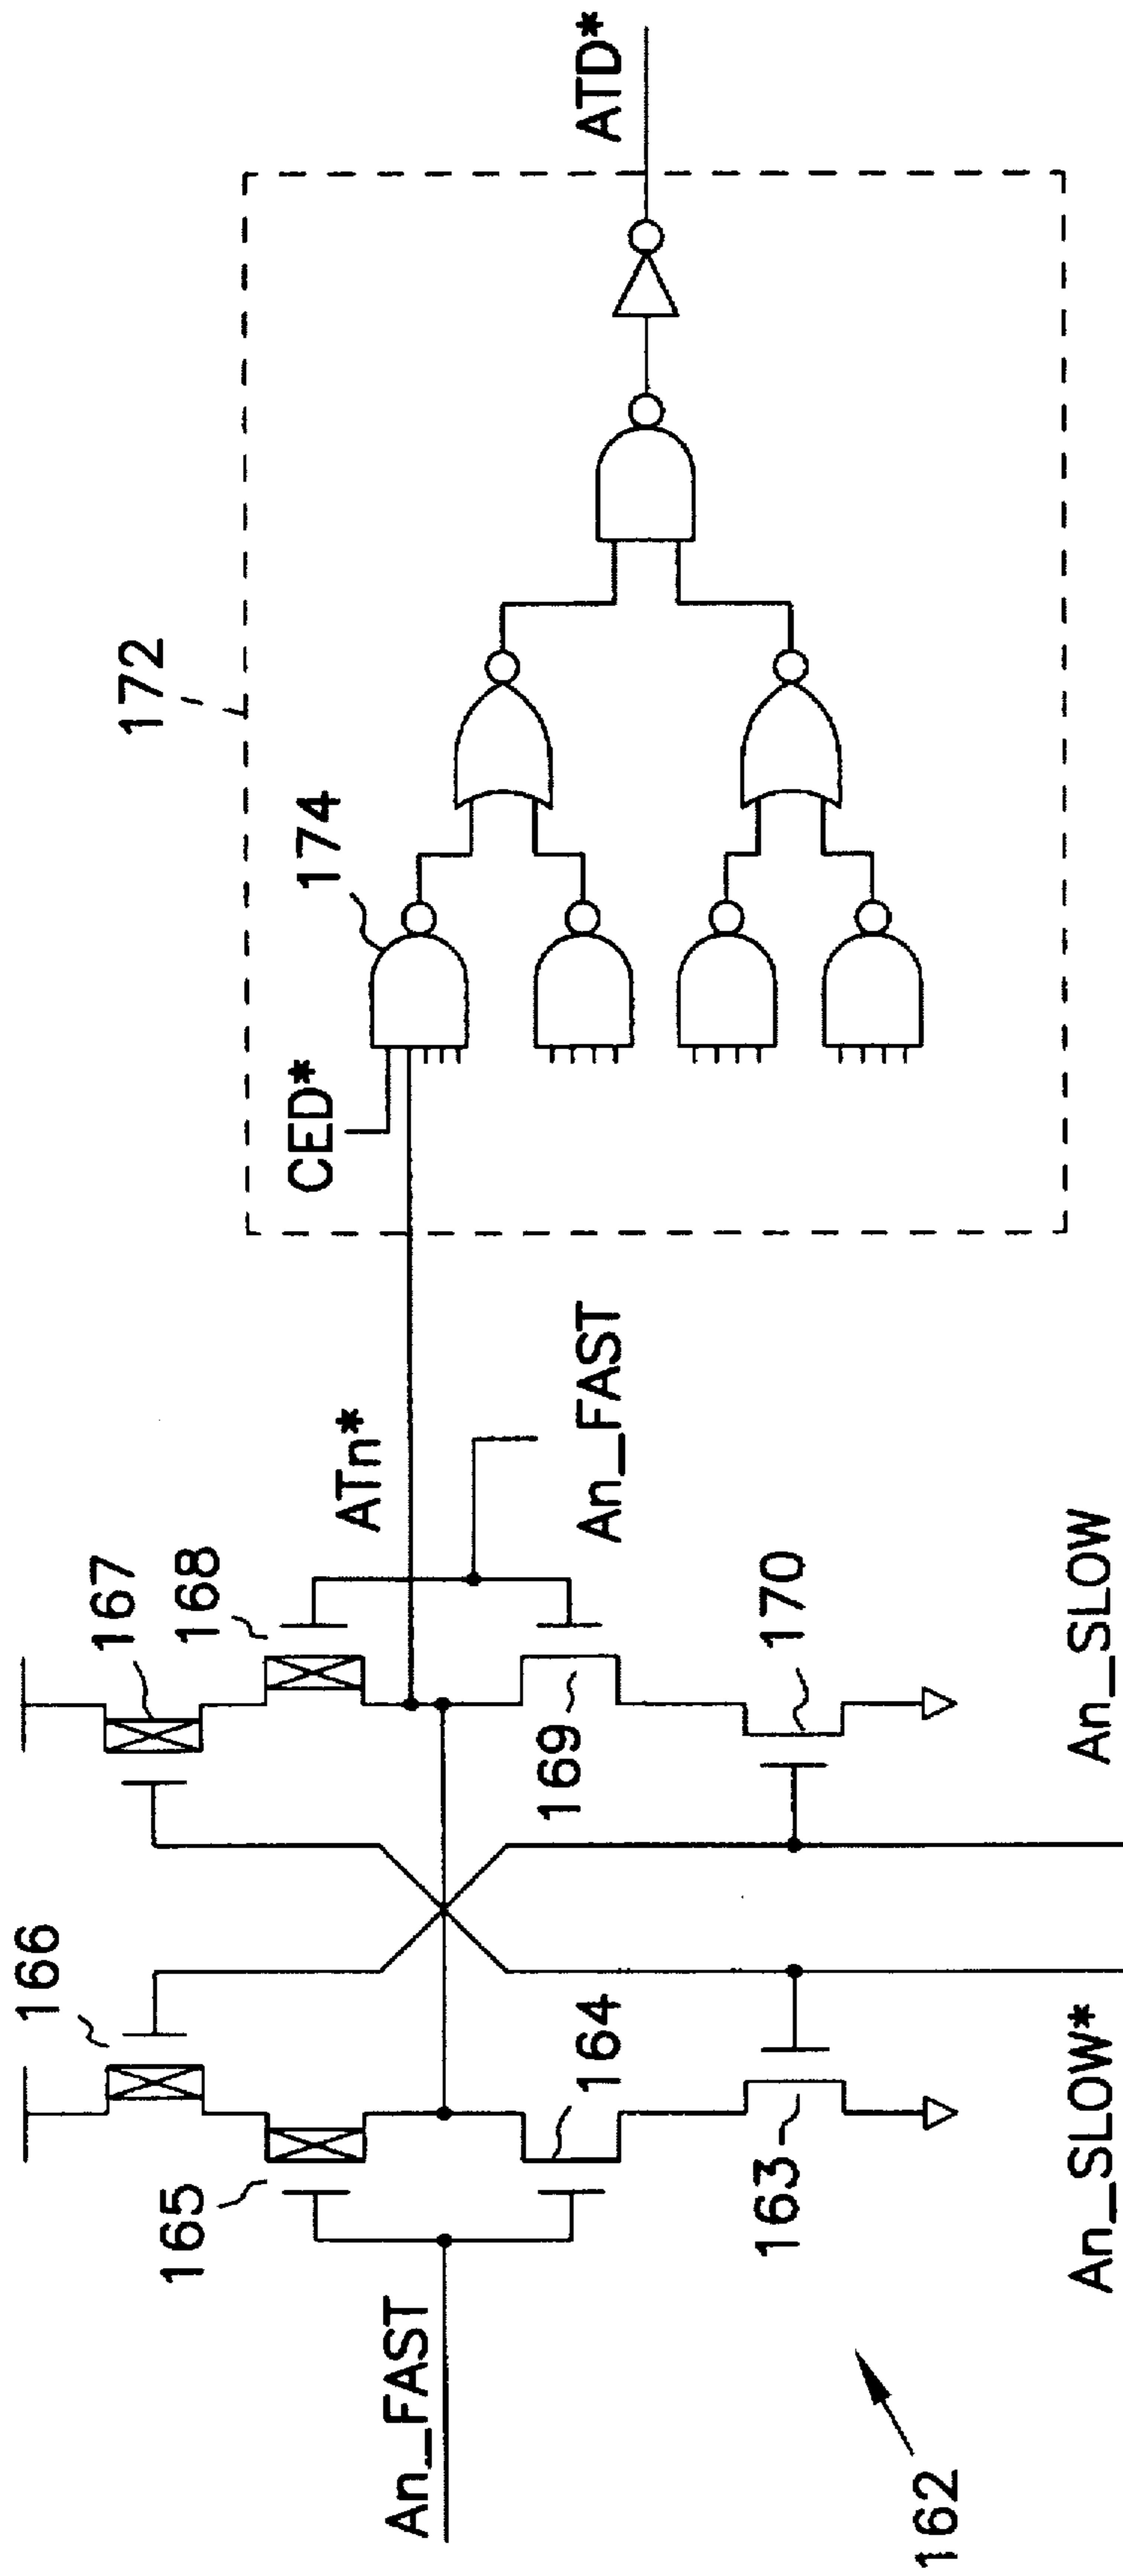 172
ATD*
174
CED*
167
168
ATn*
An_FAST
166
165
164
169
170
163
An_FAST
An_SLOW*
An_SLOW
162